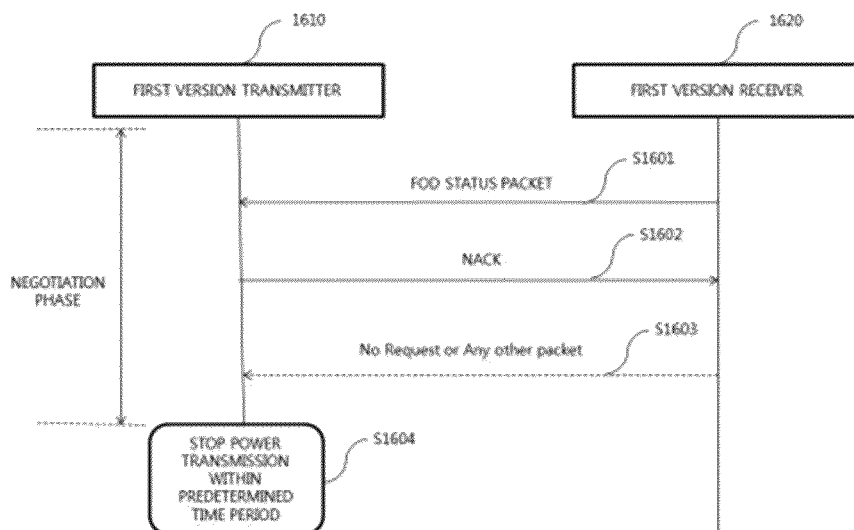 1610
1620
FIRST VERSION TRANSMITTER
FIRST VERSION RECEIVER
S1601
FOD STATUS PACKET
S1602
NACK
NEGOTIATION
PHASE
S1603
No Request or Any other packet
S1604
STOP POWER
TRANSMISSION
WITHIN
PREDETERMINED
TIME PERIOD